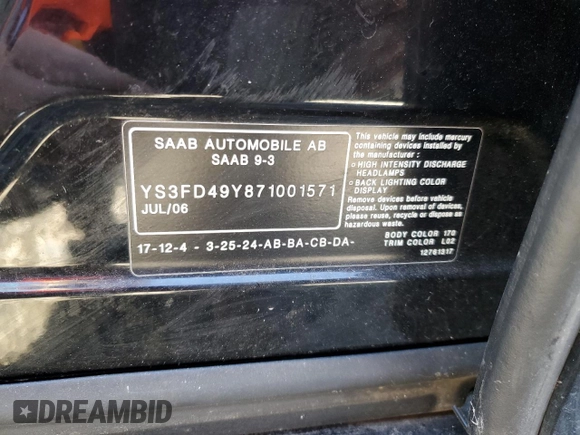 SAAB AUTOMOBILE AB
SAAB 9-3
YS3FD49Y871001571
JUL/06
17-12-4 - 3-25-24-AB-BA-CB-DA-
This vehicle may include mercury
containing devices installed by
the manufacturer:
○ HIGH INTENSITY DISCHARGE
HEADLAMPS
○ BACK LIGHTING COLOR
DISPLAY
Remove devices before vehicle
disposal. Upon removal of devices,
please reuse, recycle or dispose as
hazardous waste.
BODY COLOR 170
TRIM COLOR L02
12761217
DREAMBID